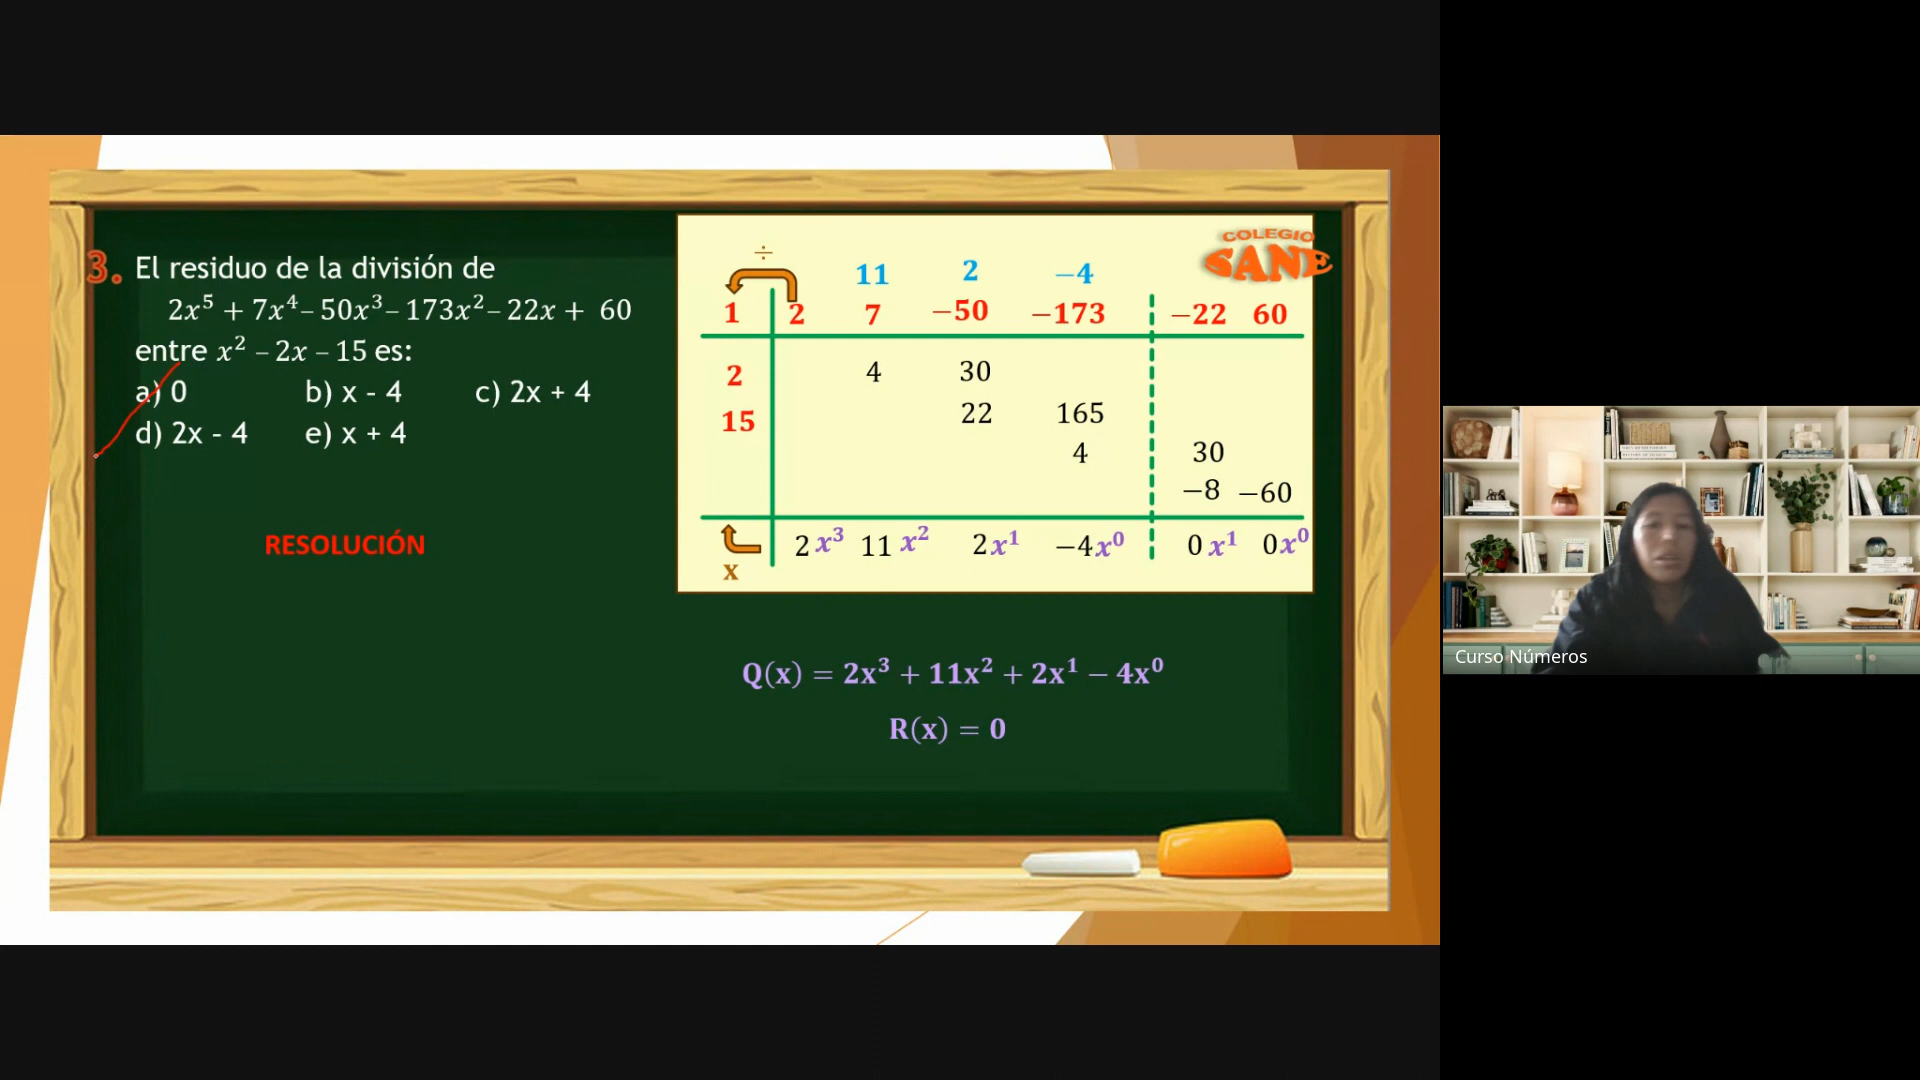 3. El residuo de la división de
2x⁵ + 7x⁴– 50x³– 173x²– 22x + 60
entre x² – 2x – 15 es:
a) 0 b) x - 4 c) 2x + 4
d) 2x - 4 e) x + 4
RESOLUCIÓN
COLEGIO
SANE
÷ 11 2 −4
1 2 7 −50 −173 −22 60
2 4 30
15 22 165
4 30
−8 −60
2x³ 11x² 2x¹ −4x⁰ 0x¹ 0x⁰
x
Q(x) = 2x³ + 11x² + 2x¹ − 4x⁰
R(x) = 0
Curso Números